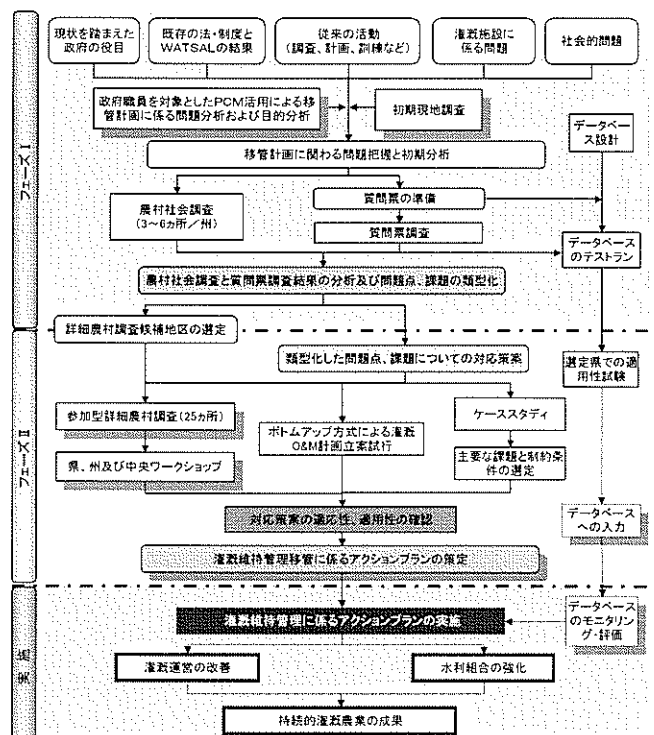 現状を踏まえた
政府の役目
既存の法・制度と
WATSALの結果
従来の活動
(調査、計画、訓練など)
灌漑施設に
係る問題
社会的問題
フェーズ I
政府職員を対象としたPCM活用による移
管計画に係る問題分析および目的分析
初期現地調査
データベー
ス設計
移管計画に関わる問題把握と初期分析
農村社会調査
(3～6ヵ所／州)
質問票の準備
質問票調査
データベース
のテストラン
農村社会調査と質問票調査結果の分析及び問題点、課題の類型化
フェーズ II
詳細農村調査候補地区の選定
類型化した問題点、課題についての対応策案
選定県での適
用性試験
参加型詳細農村調査(25ヵ所)
ボトムアップ方式による灌漑
O&M計画立案試行
ケーススタディ
県、州及び中央ワークショップ
主要な課題と制約条
件の選定
対応策案の適応性、適用性の確認
データベース
への入力
灌漑維持管理移管に係るアクションプランの策定
実施
灌漑維持管理に係るアクションプランの実施
データベース
のモニタリ
ング・評価
灌漑運営の改善
水利組合の強化
持続的灌漑農業の成果